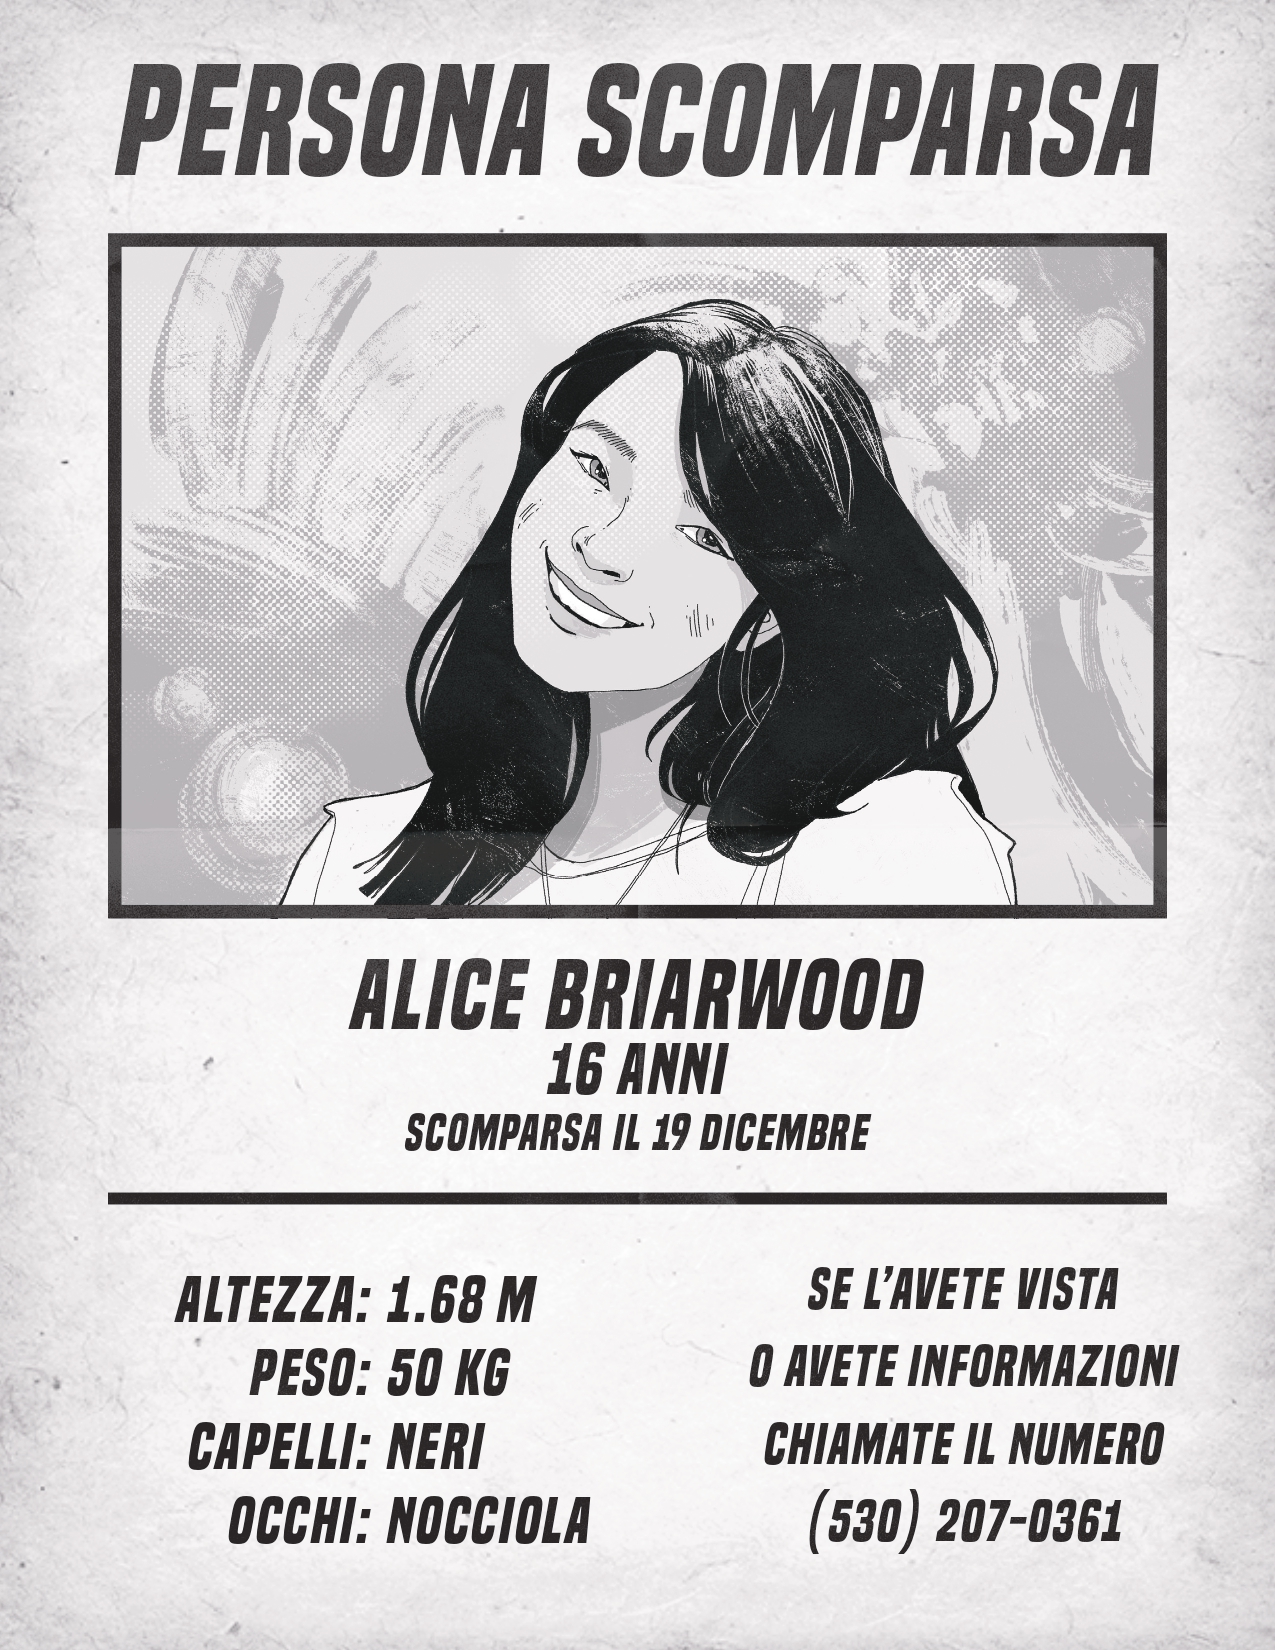 PERSONA SCOMPARSA
ALICE BRIARWOOD
16 ANNI
SCOMPARSA IL 19 DICEMBRE
ALTEZZA: 1.68 M
PESO: 50 KG
CAPELLI: NERI
OCCHI: NOCCIOLA
SE L'AVETE VISTA
O AVETE INFORMAZIONI
CHIAMATE IL NUMERO
(530) 207-0361